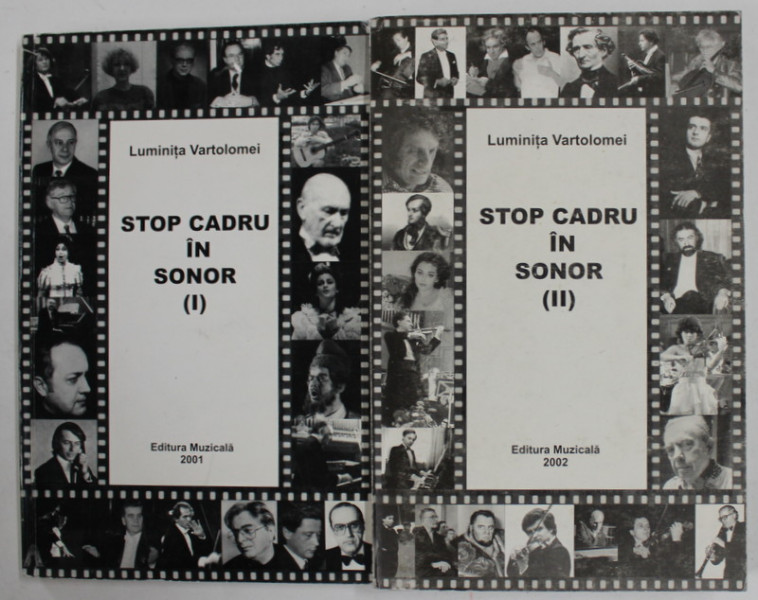 Luminița Vartolomei
STOP CADRU
ÎN
SONOR
(I)
Editura Muzicală
2001
Luminița Vartolomei
STOP CADRU
ÎN
SONOR
(II)
Editura Muzicală
2002